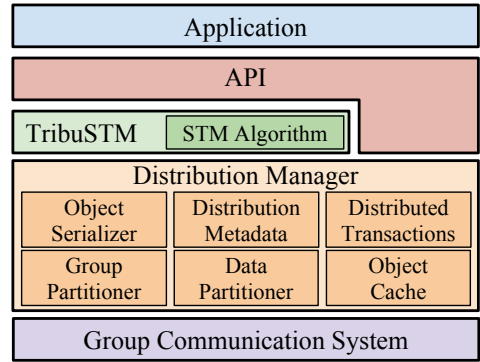 Application
API
TribuSTM
STM Algorithm
Distribution Manager
Object
Serializer
Distribution
Metadata
Distributed
Transactions
Group
Partitioner
Data
Partitioner
Object
Cache
Group Communication System